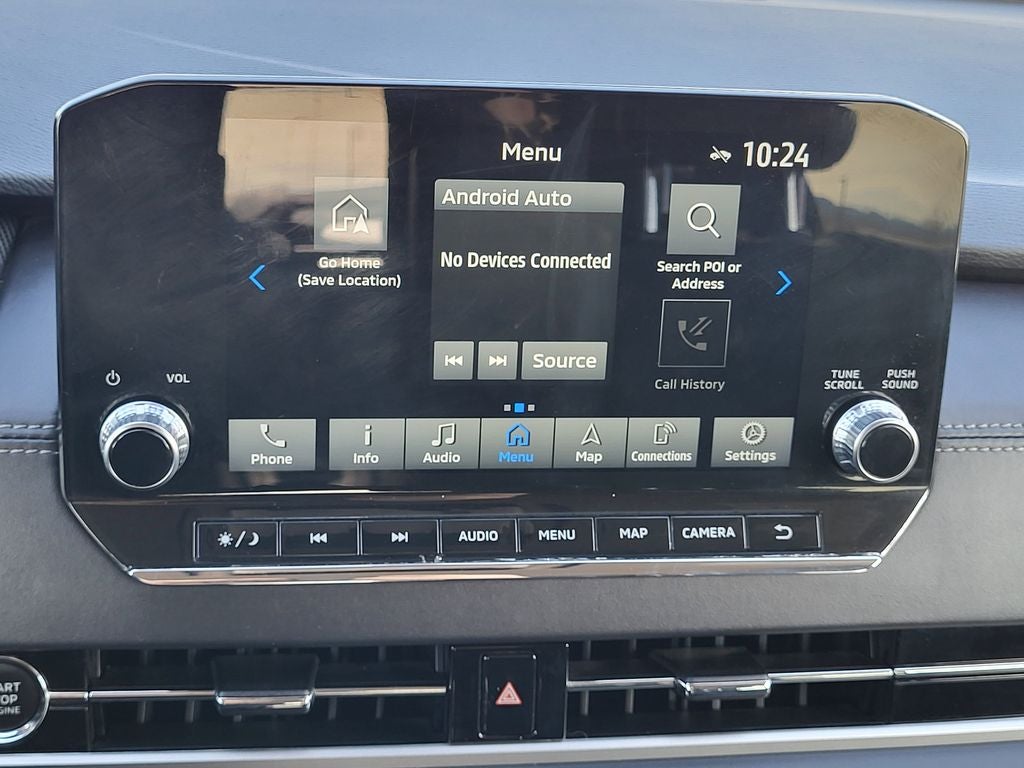 Menu
10:24
Go Home
(Save Location)
Android Auto
No Devices Connected
Source
Search POI or
Address
Call History
VOL
TUNE
SCROLL
PUSH
SOUND
Phone
Info
Audio
Menu
Map
Connections
Settings
AUDIO
MENU
MAP
CAMERA